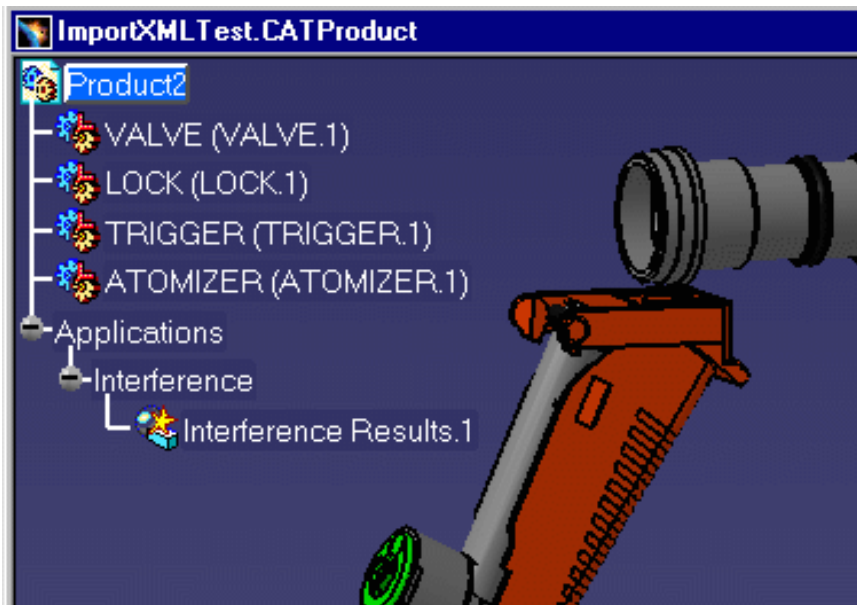 ImportXMLTest.CATProduct
Product2
VALVE (VALVE.1)
LOCK (LOCK.1)
TRIGGER (TRIGGER.1)
ATOMIZER (ATOMIZER.1)
Applications
Interference
Interference Results.1